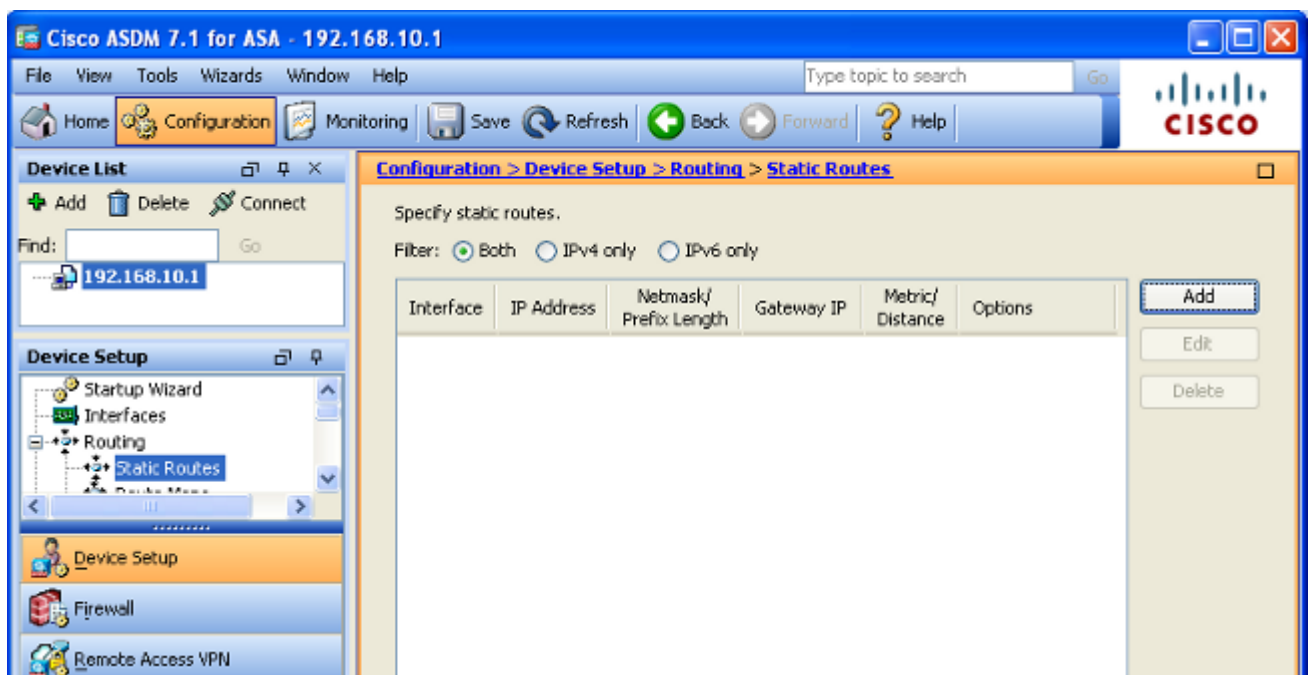 Cisco ASDM 7.1 for ASA - 192.168.10.1
File View Tools Wizards Window Help
Type topic to search Go
Home Configuration Monitoring Save Refresh Back Forward Help
CISCO
Device List
Add Delete Connect
Find: Go
192.168.10.1
Device Setup
Startup Wizard
Interfaces
Routing
Static Routes
Device Setup
Firewall
Remote Access VPN
Configuration > Device Setup > Routing > Static Routes
Specify static routes.
Filter: Both IPv4 only IPv6 only
Interface IP Address Netmask/ Prefix Length Gateway IP Metric/ Distance Options
Add
Edit
Delete